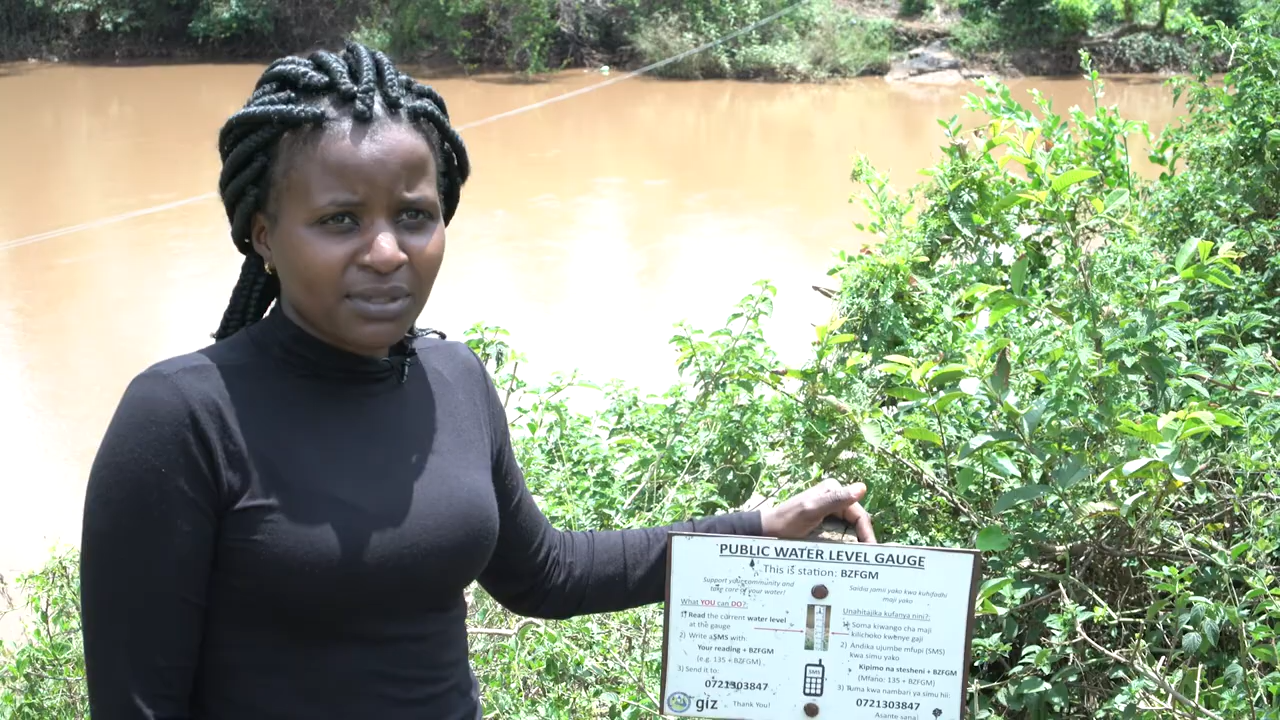 PUBLIC WATER LEVEL GAUGE
This is station: BZFGM
Support your community and
take care of your water!
What YOU can DO?:
1) Read the current water level
at the gauge
2) Write a SMS with:
Your reading + BZFGM
(e.g. 135 + BZFGM)
3) Send it to:
0721303847
giz
Thank You!
SMS
Saidia jamii yako kwa kuhifadhi
maji yako
Unahitajika kufanya nini?:
1) Soma kiwango cha maji
kilichoko kwenye gaji
2) Andika ujumbe mfupi (SMS)
kwa simu yako
Kipimo na stesheni + BZFGM
(Mfano: 135 + BZFGM)
3) Tuma kwa nambari ya simu hii:
0721303847
Asante sana!